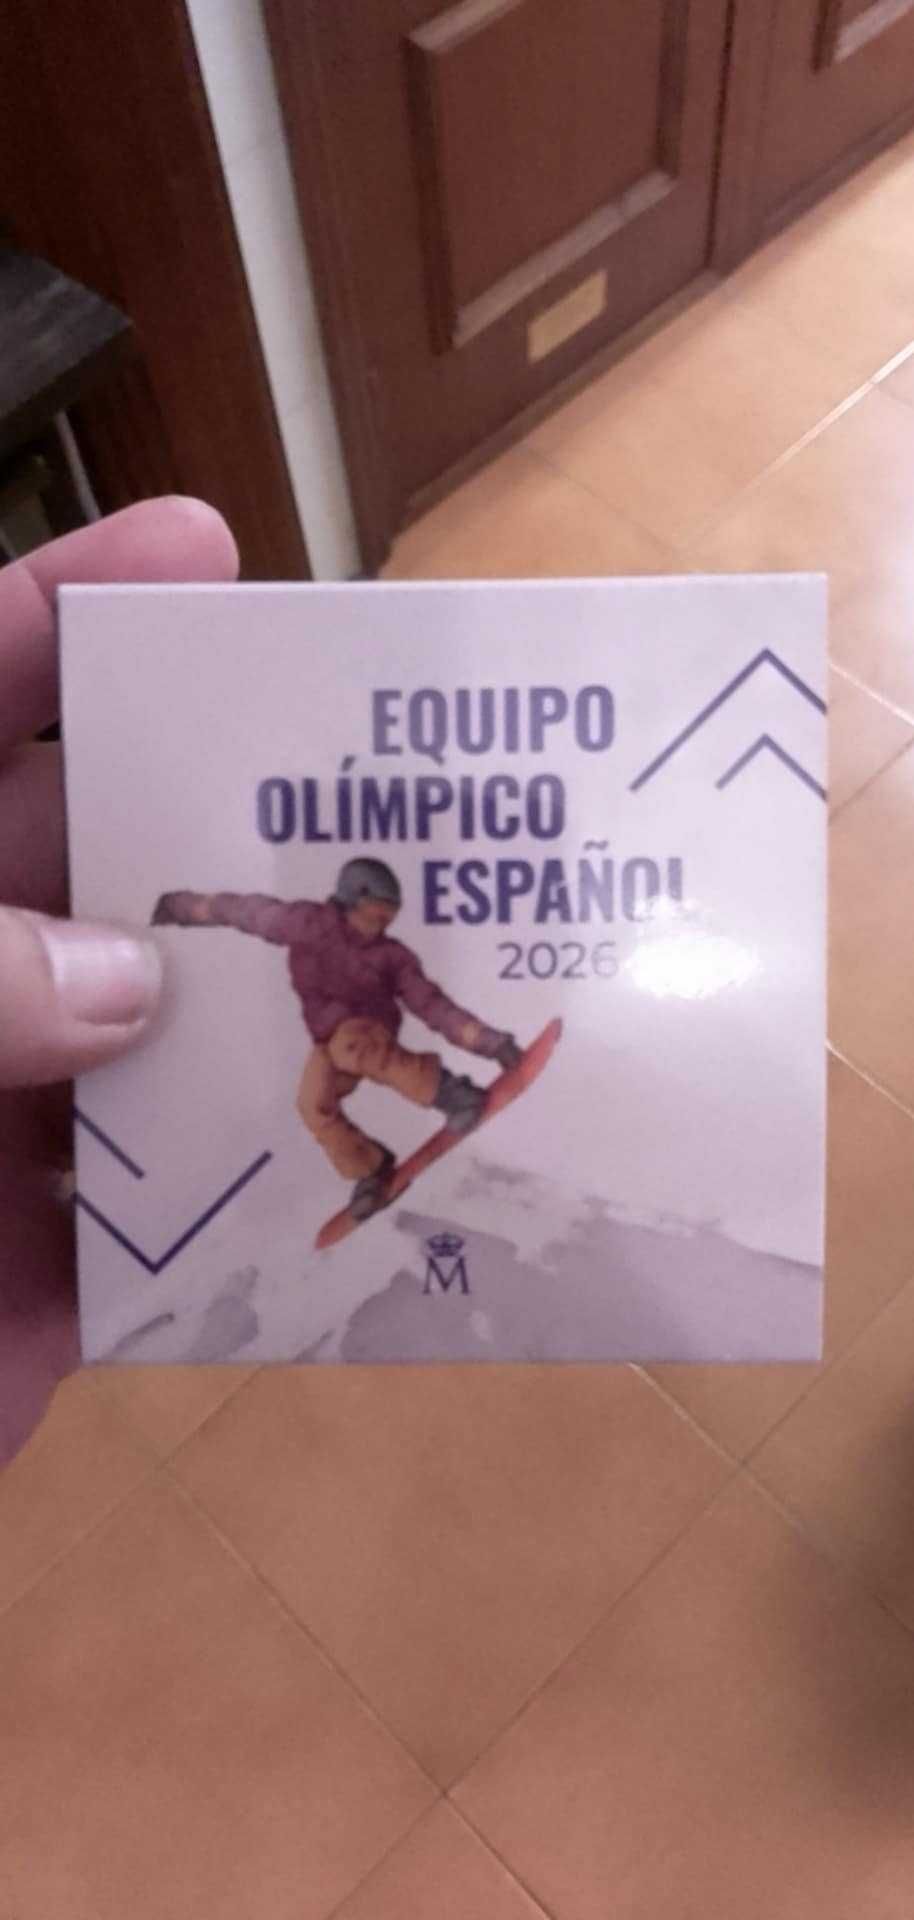 EQUIPO
OLÍMPICO
ESPAÑOL
2026
M